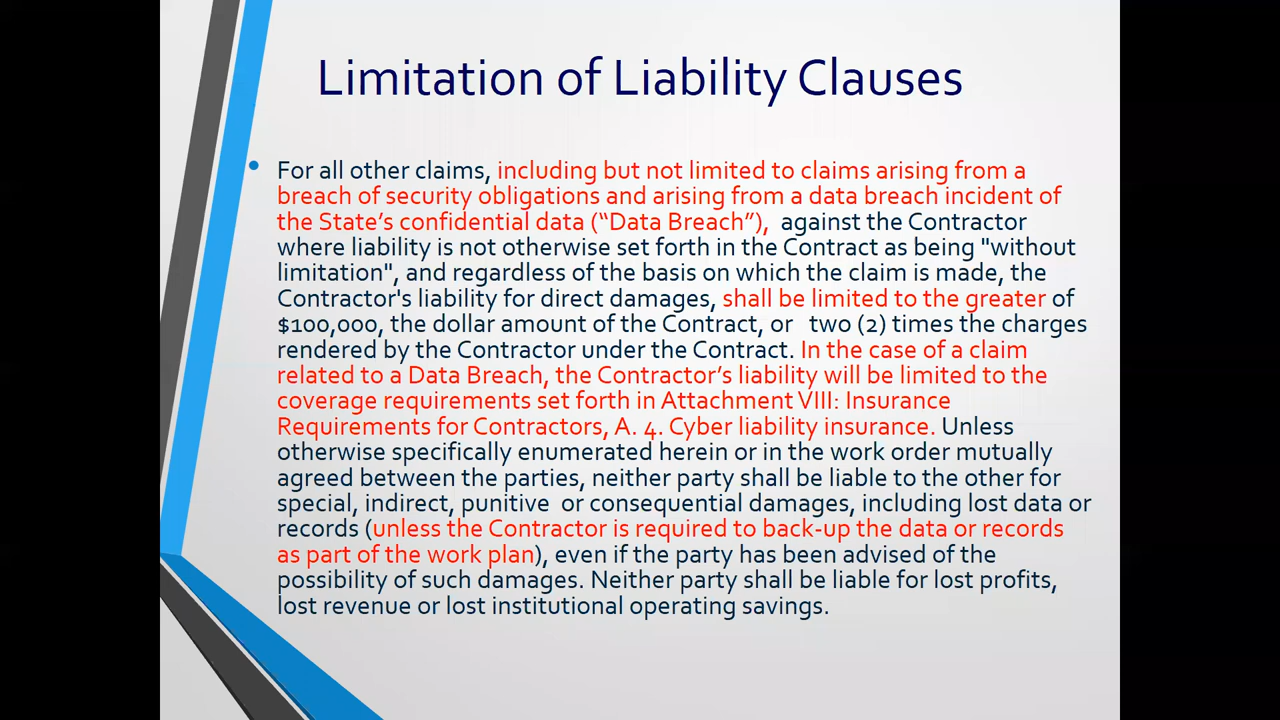 Limitation of Liability Clauses
• For all other claims, including but not limited to claims arising from a
breach of security obligations and arising from a data breach incident of
the State’s confidential data (“Data Breach”), against the Contractor
where liability is not otherwise set forth in the Contract as being "without
limitation", and regardless of the basis on which the claim is made, the
Contractor's liability for direct damages, shall be limited to the greater of
$100,000, the dollar amount of the Contract, or two (2) times the charges
rendered by the Contractor under the Contract. In the case of a claim
related to a Data Breach, the Contractor’s liability will be limited to the
coverage requirements set forth in Attachment VIII: Insurance
Requirements for Contractors, A. 4. Cyber liability insurance. Unless
otherwise specifically enumerated herein or in the work order mutually
agreed between the parties, neither party shall be liable to the other for
special, indirect, punitive or consequential damages, including lost data or
records (unless the Contractor is required to back-up the data or records
as part of the work plan), even if the party has been advised of the
possibility of such damages. Neither party shall be liable for lost profits,
lost revenue or lost institutional operating savings.